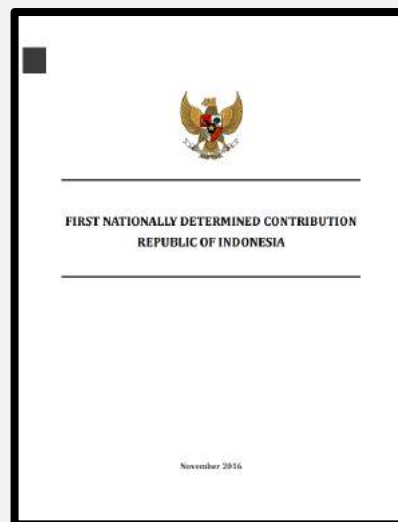 FIRST NATIONALLY DETERMINED CONTRIBUTION
REPUBLIC OF INDONESIA
November 2016